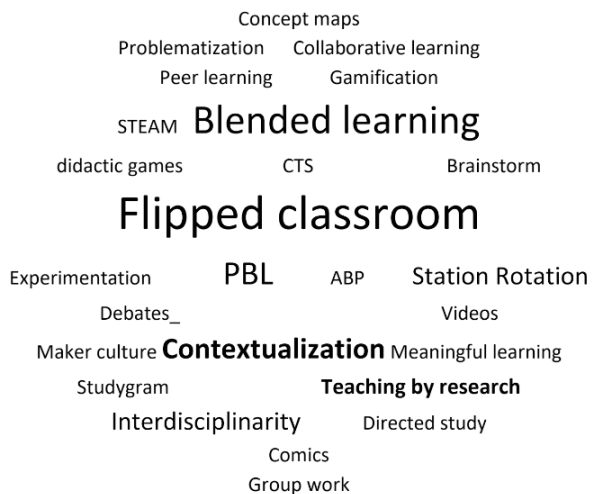 Concept maps
Problematization Collaborative learning
Peer learning Gamification
STEAM Blended learning
didactic games CTS Brainstorm
Flipped classroom
Experimentation PBL ABP Station Rotation
Debates_ Videos
Maker culture Contextualization Meaningful learning
Studygram Teaching by research
Interdisciplinarity Directed study
Comics
Group work